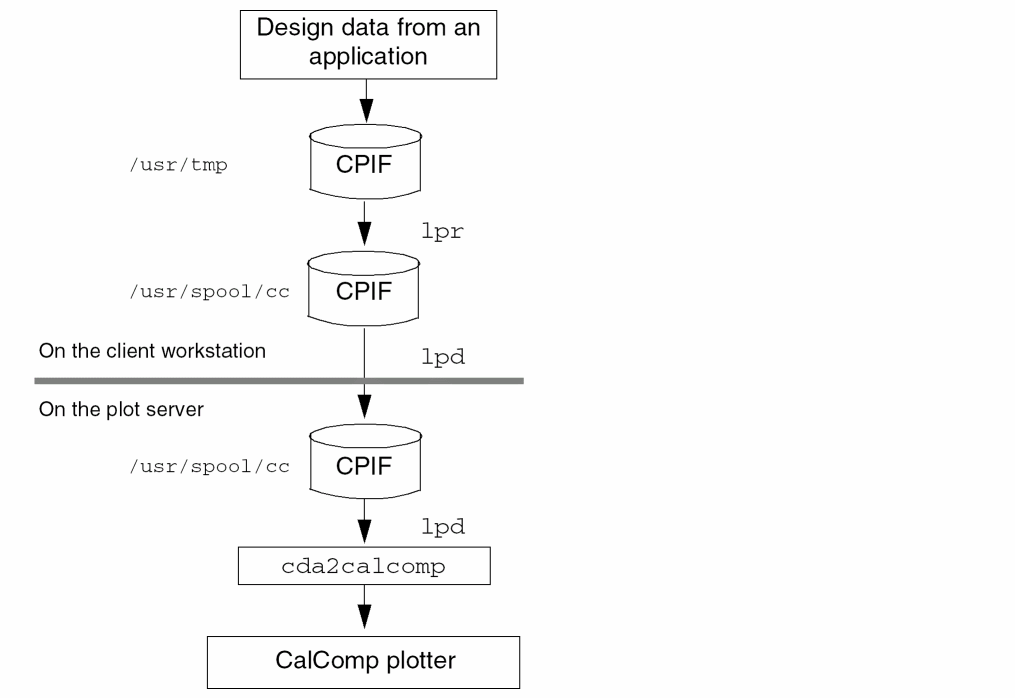 Design data from an
application
/usr/tmp
CPIF
lpr
/usr/spool/cc
CPIF
On the client workstation
lpd
On the plot server
/usr/spool/cc
CPIF
lpd
cda2calcomp
CalComp plotter